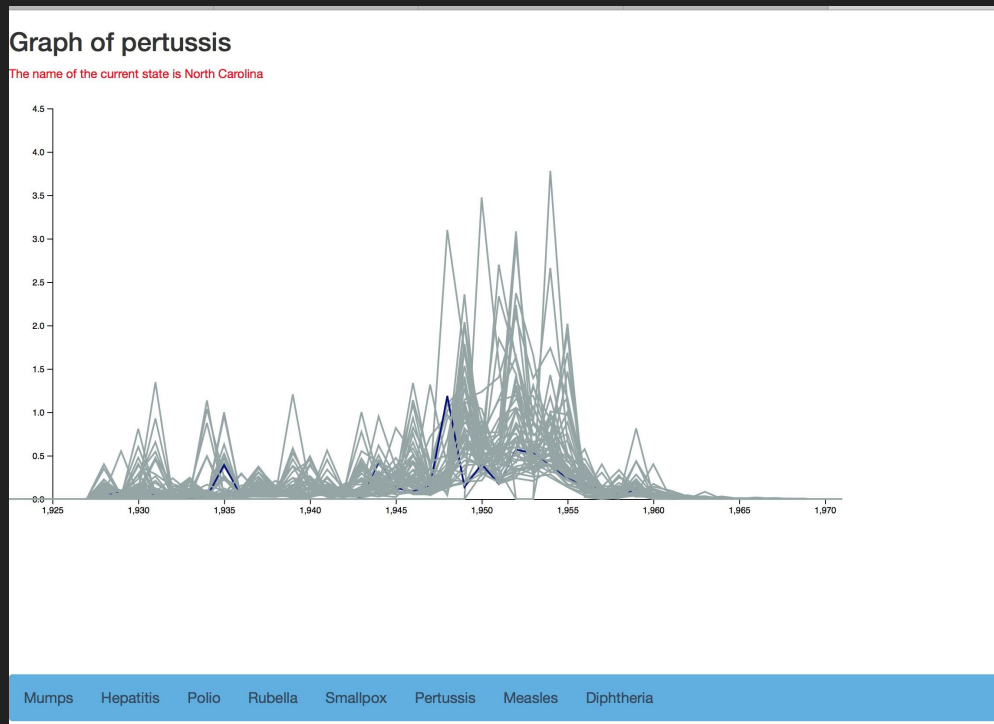 Graph of pertussis
The name of the current state is North Carolina
4.5
4.0
3.5
3.0
2.5
2.0
1.5
1.0
0.5
0.0
1,925 1,930 1,935 1,940 1,945 1,950 1,955 1,960 1,965 1,970
Mumps Hepatitis Polio Rubella Smallpox Pertussis Measles Diphtheria